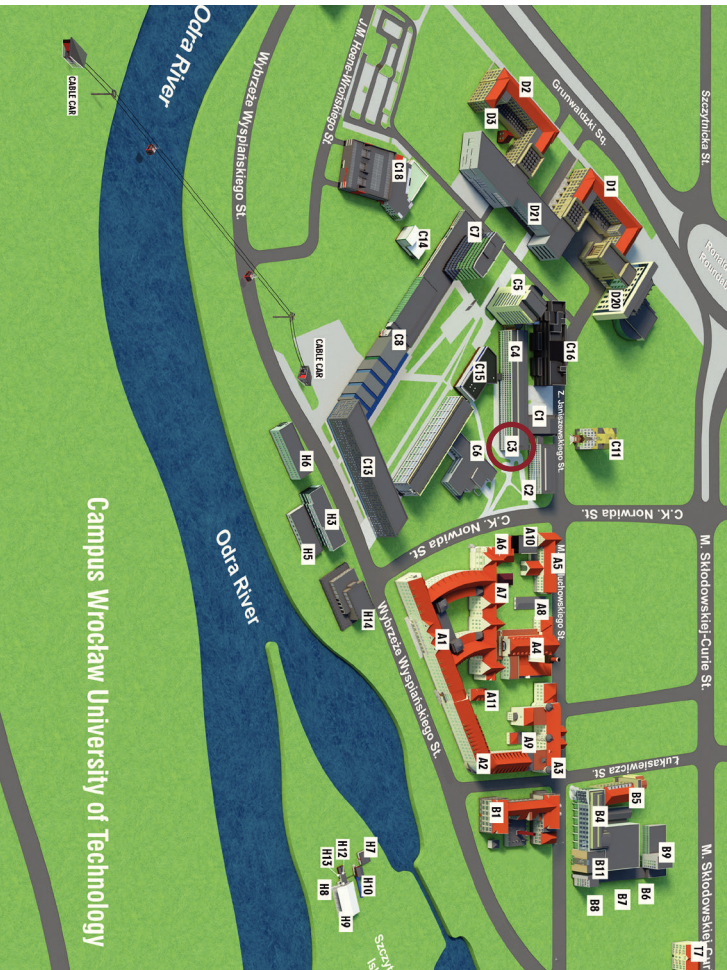 Szczytnicka St.
M. Skłodowskiej-Curie St.
T7
Grunwaldzki Sq.
D1
D20
C11
C.K. Norwida St.
B9
B5
B6
B7
B8
B4
B11
Łukasiewicza St.
D2
D3
D21
C16
Z. Janiszewskiego St.
C1
C2
C3
C4
C5
C15
C6
C7
C8
C13
C14
C18
C.K. Norwida St.
A10
A5
A6
A7
A8
A4
A1
A11
A9
A3
A2
B1
J.M. Hoene-Wrońskiego St.
Wybrzeże Wyspiańskiego St.
Wybrzeże Wyspiańskiego St.
CABLE CAR
CABLE CAR
H6
H3
H5
H14
H7
H10
H12
H13
H8
H9
Odra River
Odra River
Campus Wrocław University of Technology